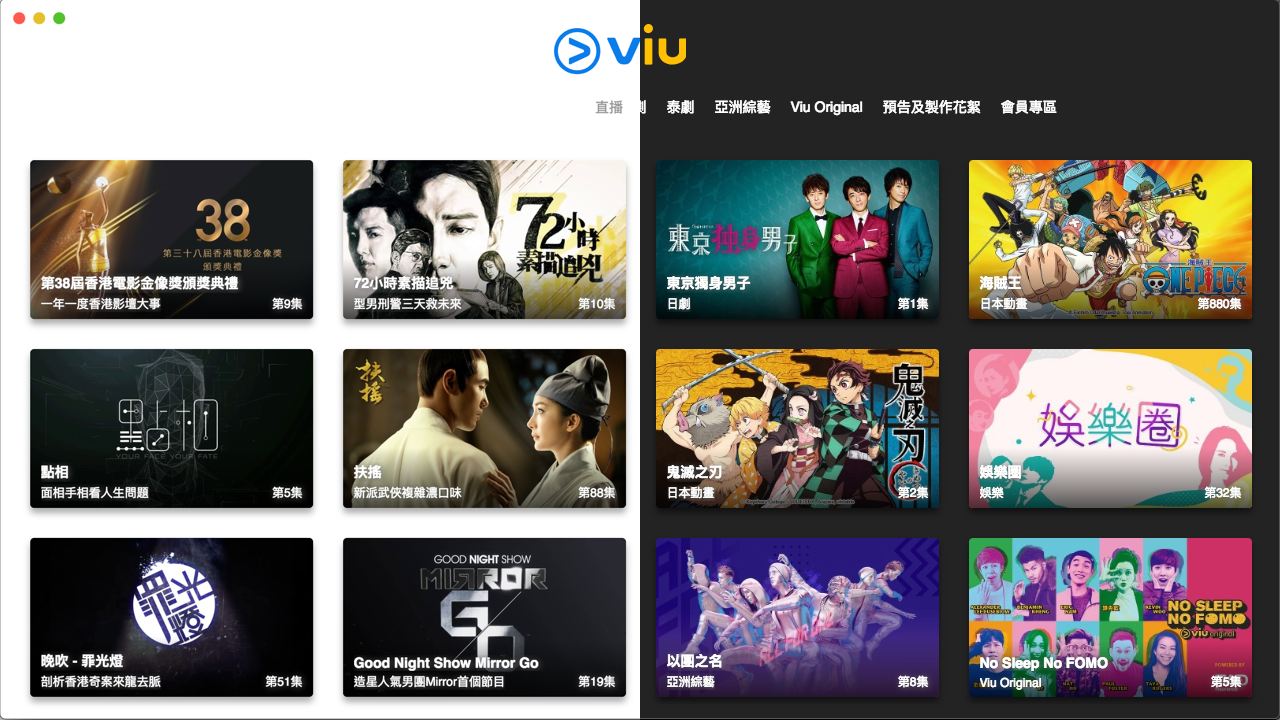 viu
直播
泰劇 亞洲綜藝 Viu Original 預告及製作花絮 會員專區
38
第三十八屆香港電影金像獎
頒獎典禮
第38屆香港電影金像獎頒獎典禮
一年一度香港影壇大事 第9集
72小時
素描追兇
72小時素描追兇
型男刑警三天救未來 第10集
東京独身男子
東京獨身男子
日劇 第1集
海賊王
ONE PIECE
海賊王
日本動畫 第880集
點相
YOUR FACE YOUR FATE
點相
面相手相看人生問題 第5集
扶搖
扶搖
新派武俠複雜濃口味 第88集
鬼滅之刃
鬼滅之刃
日本動畫 第2集
娛樂圈
娛樂圈
娛樂 第32集
罪光燈
晚吹 - 罪光燈
剖析香港奇案來龍去脈 第51集
GOOD NIGHT SHOW
MIRROR
GO
Good Night Show Mirror Go
造星人氣男團Mirror首個節目 第19集
以團之名
亞洲綜藝 第8集
NO SLEEP
NO FOMO
viu original
POWERED BY
No Sleep No FOMO
Viu Original 第5集